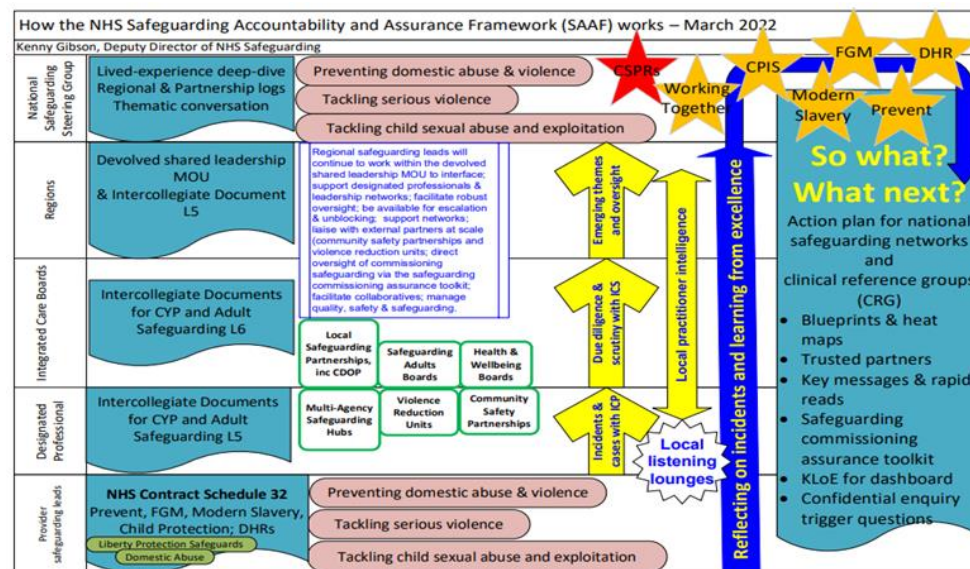 How the NHS Safeguarding Accountability and Assurance Framework (SAAF) works – March 2022
Kenny Gibson, Deputy Director of NHS Safeguarding
National
Safeguarding
Steering Group
Lived-experience deep-dive
Regional & Partnership logs
Thematic conversation
Preventing domestic abuse & violence
Tackling serious violence
Tackling child sexual abuse and exploitation
CSPRs
Working
Together
CPIS
FGM
Modern
Slavery
DHR
Prevent
Regions
Devolved shared leadership
MOU
& Intercollegiate Document
L5
Regional safeguarding leads will
continue to work within the devolved
shared leadership MOU to interface;
support designated professionals &
leadership networks; facilitate robust
oversight; be available for escalation
& unblocking; support networks;
liaise with external partners at scale
(community safety partnerships and
violence reduction units; direct
oversight of commissioning
safeguarding via the safeguarding
commissioning assurance toolkit;
facilitate collaboratives; manage
quality, safety & safeguarding.
Emerging themes
and oversight
Integrated Care Boards
Intercollegiate Documents
for CYP and Adult
Safeguarding L6
Local
Safeguarding
Partnerships,
inc CDOP
Safeguarding
Adults
Boards
Health &
Wellbeing
Boards
Due diligence &
scrutiny with ICS
Local practitioner intelligence
Designated
Professional
Intercollegiate Documents
for CYP and Adult
Safeguarding L5
Multi-Agency
Safeguarding
Hubs
Violence
Reduction
Units
Community
Safety
Partnerships
Incidents &
cases with ICP
Local
listening
lounges
Provider
safeguarding leads
NHS Contract Schedule 32
Prevent, FGM, Modern Slavery,
Child Protection; DHRs
Liberty Protection Safeguards
Domestic Abuse
Preventing domestic abuse & violence
Tackling serious violence
Tackling child sexual abuse and exploitation
Reflecting on incidents and learning from excellence
So what?
What next?
Action plan for national
safeguarding networks
and
clinical reference groups
(CRG)
• Blueprints & heat
maps
• Trusted partners
• Key messages & rapid
reads
• Safeguarding
commissioning
assurance toolkit
• KLoE for dashboard
• Confidential enquiry
trigger questions